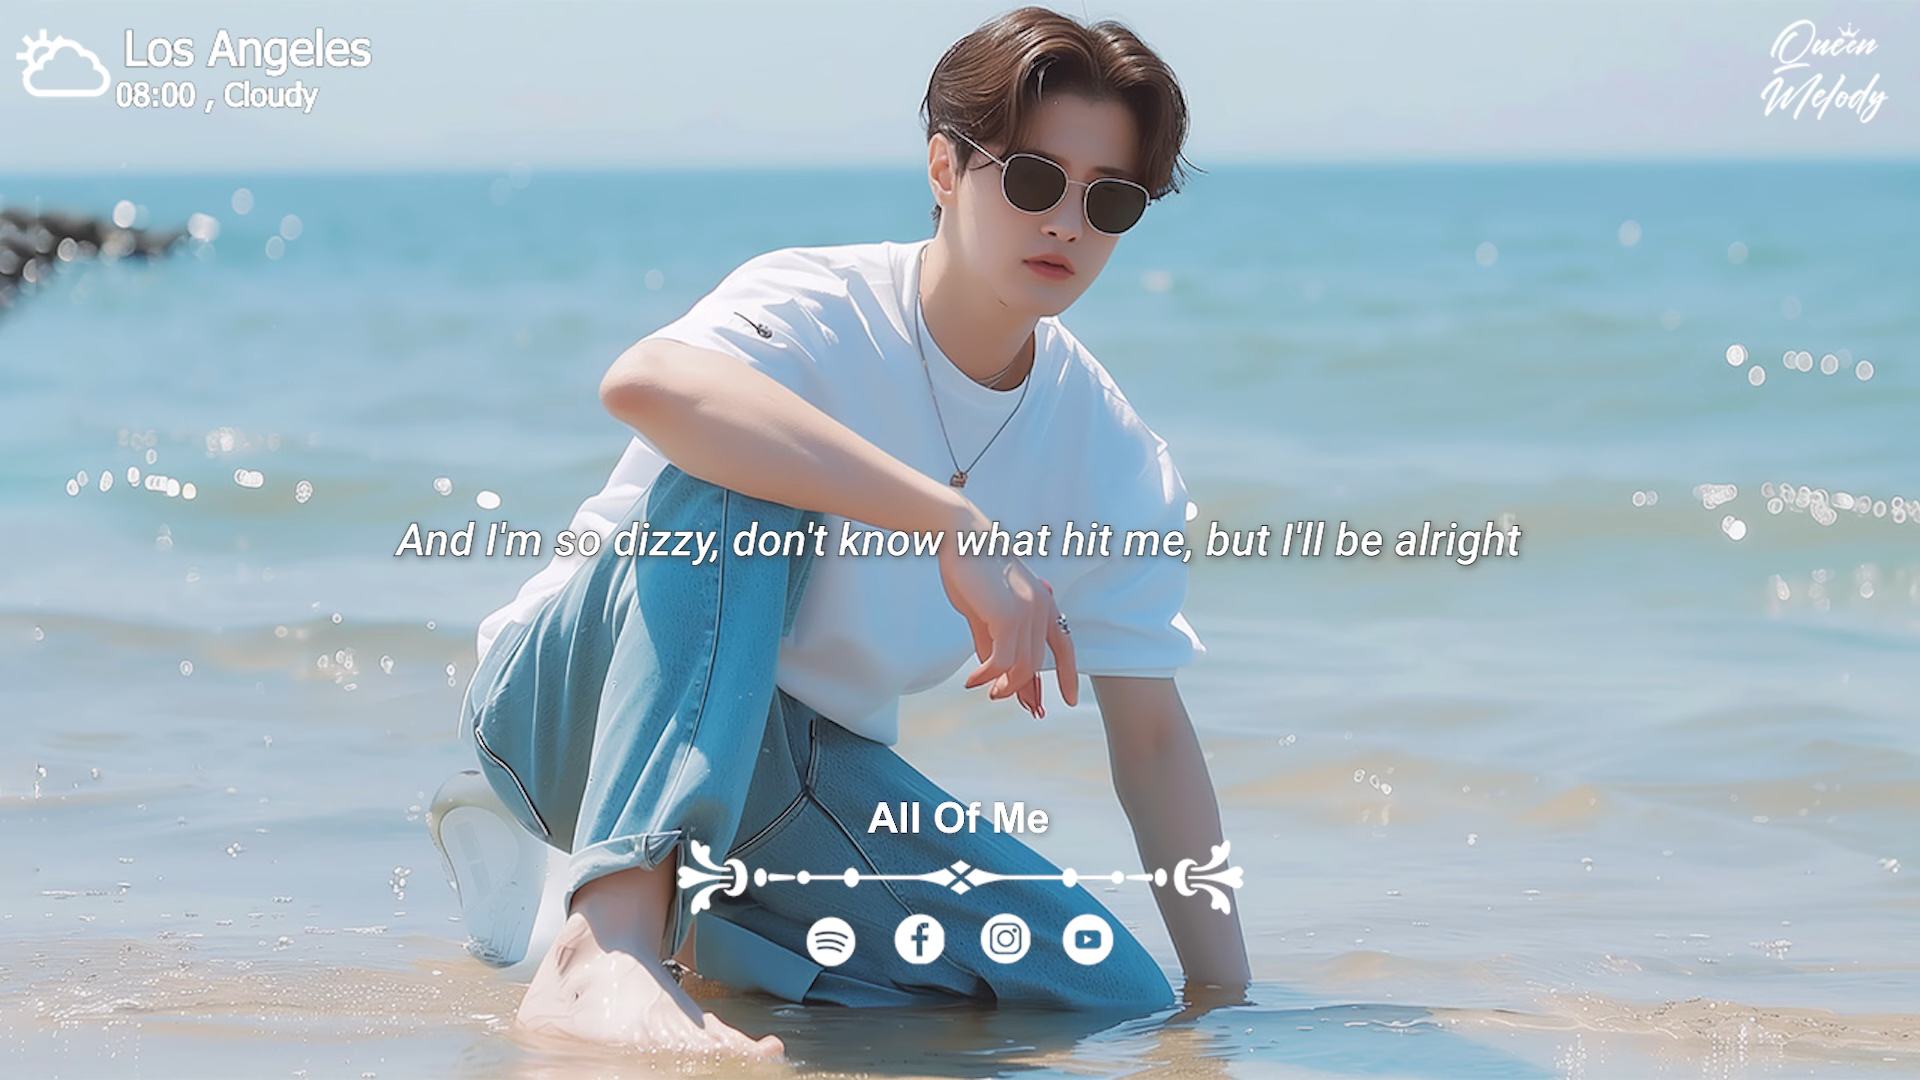 Los Angeles
08:00 , Cloudy
Queen
Melody
And I'm so dizzy, don't know what hit me, but I'll be alright
All Of Me